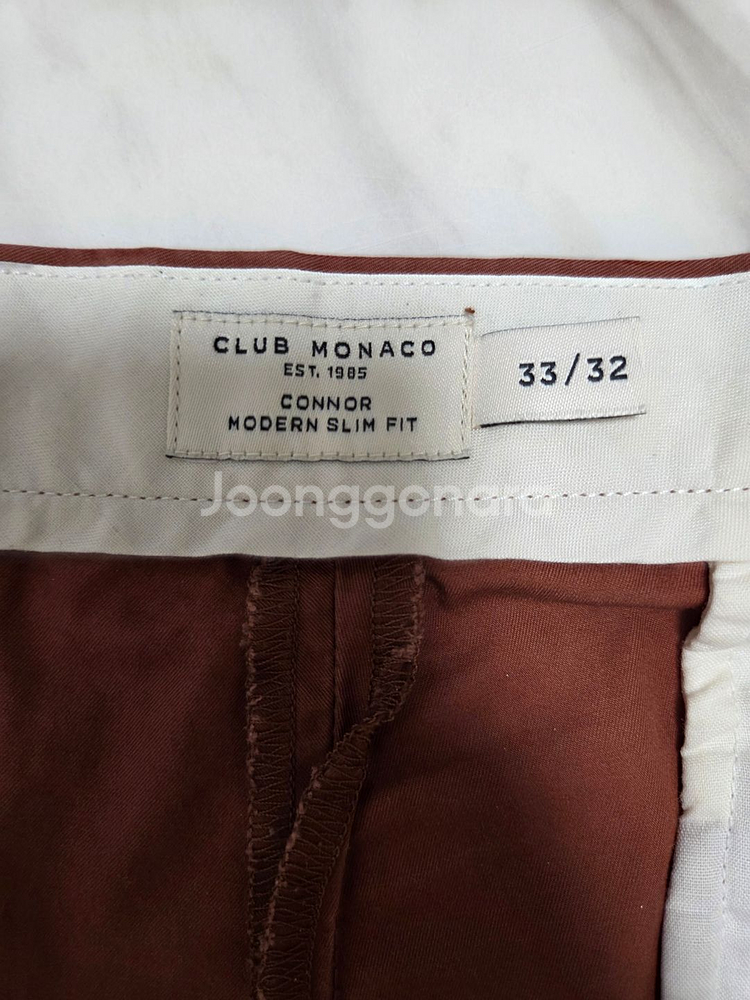 CLUB MONACO
EST. 1985
CONNOR
MODERN SLIM FIT
33/32
Joonggonara